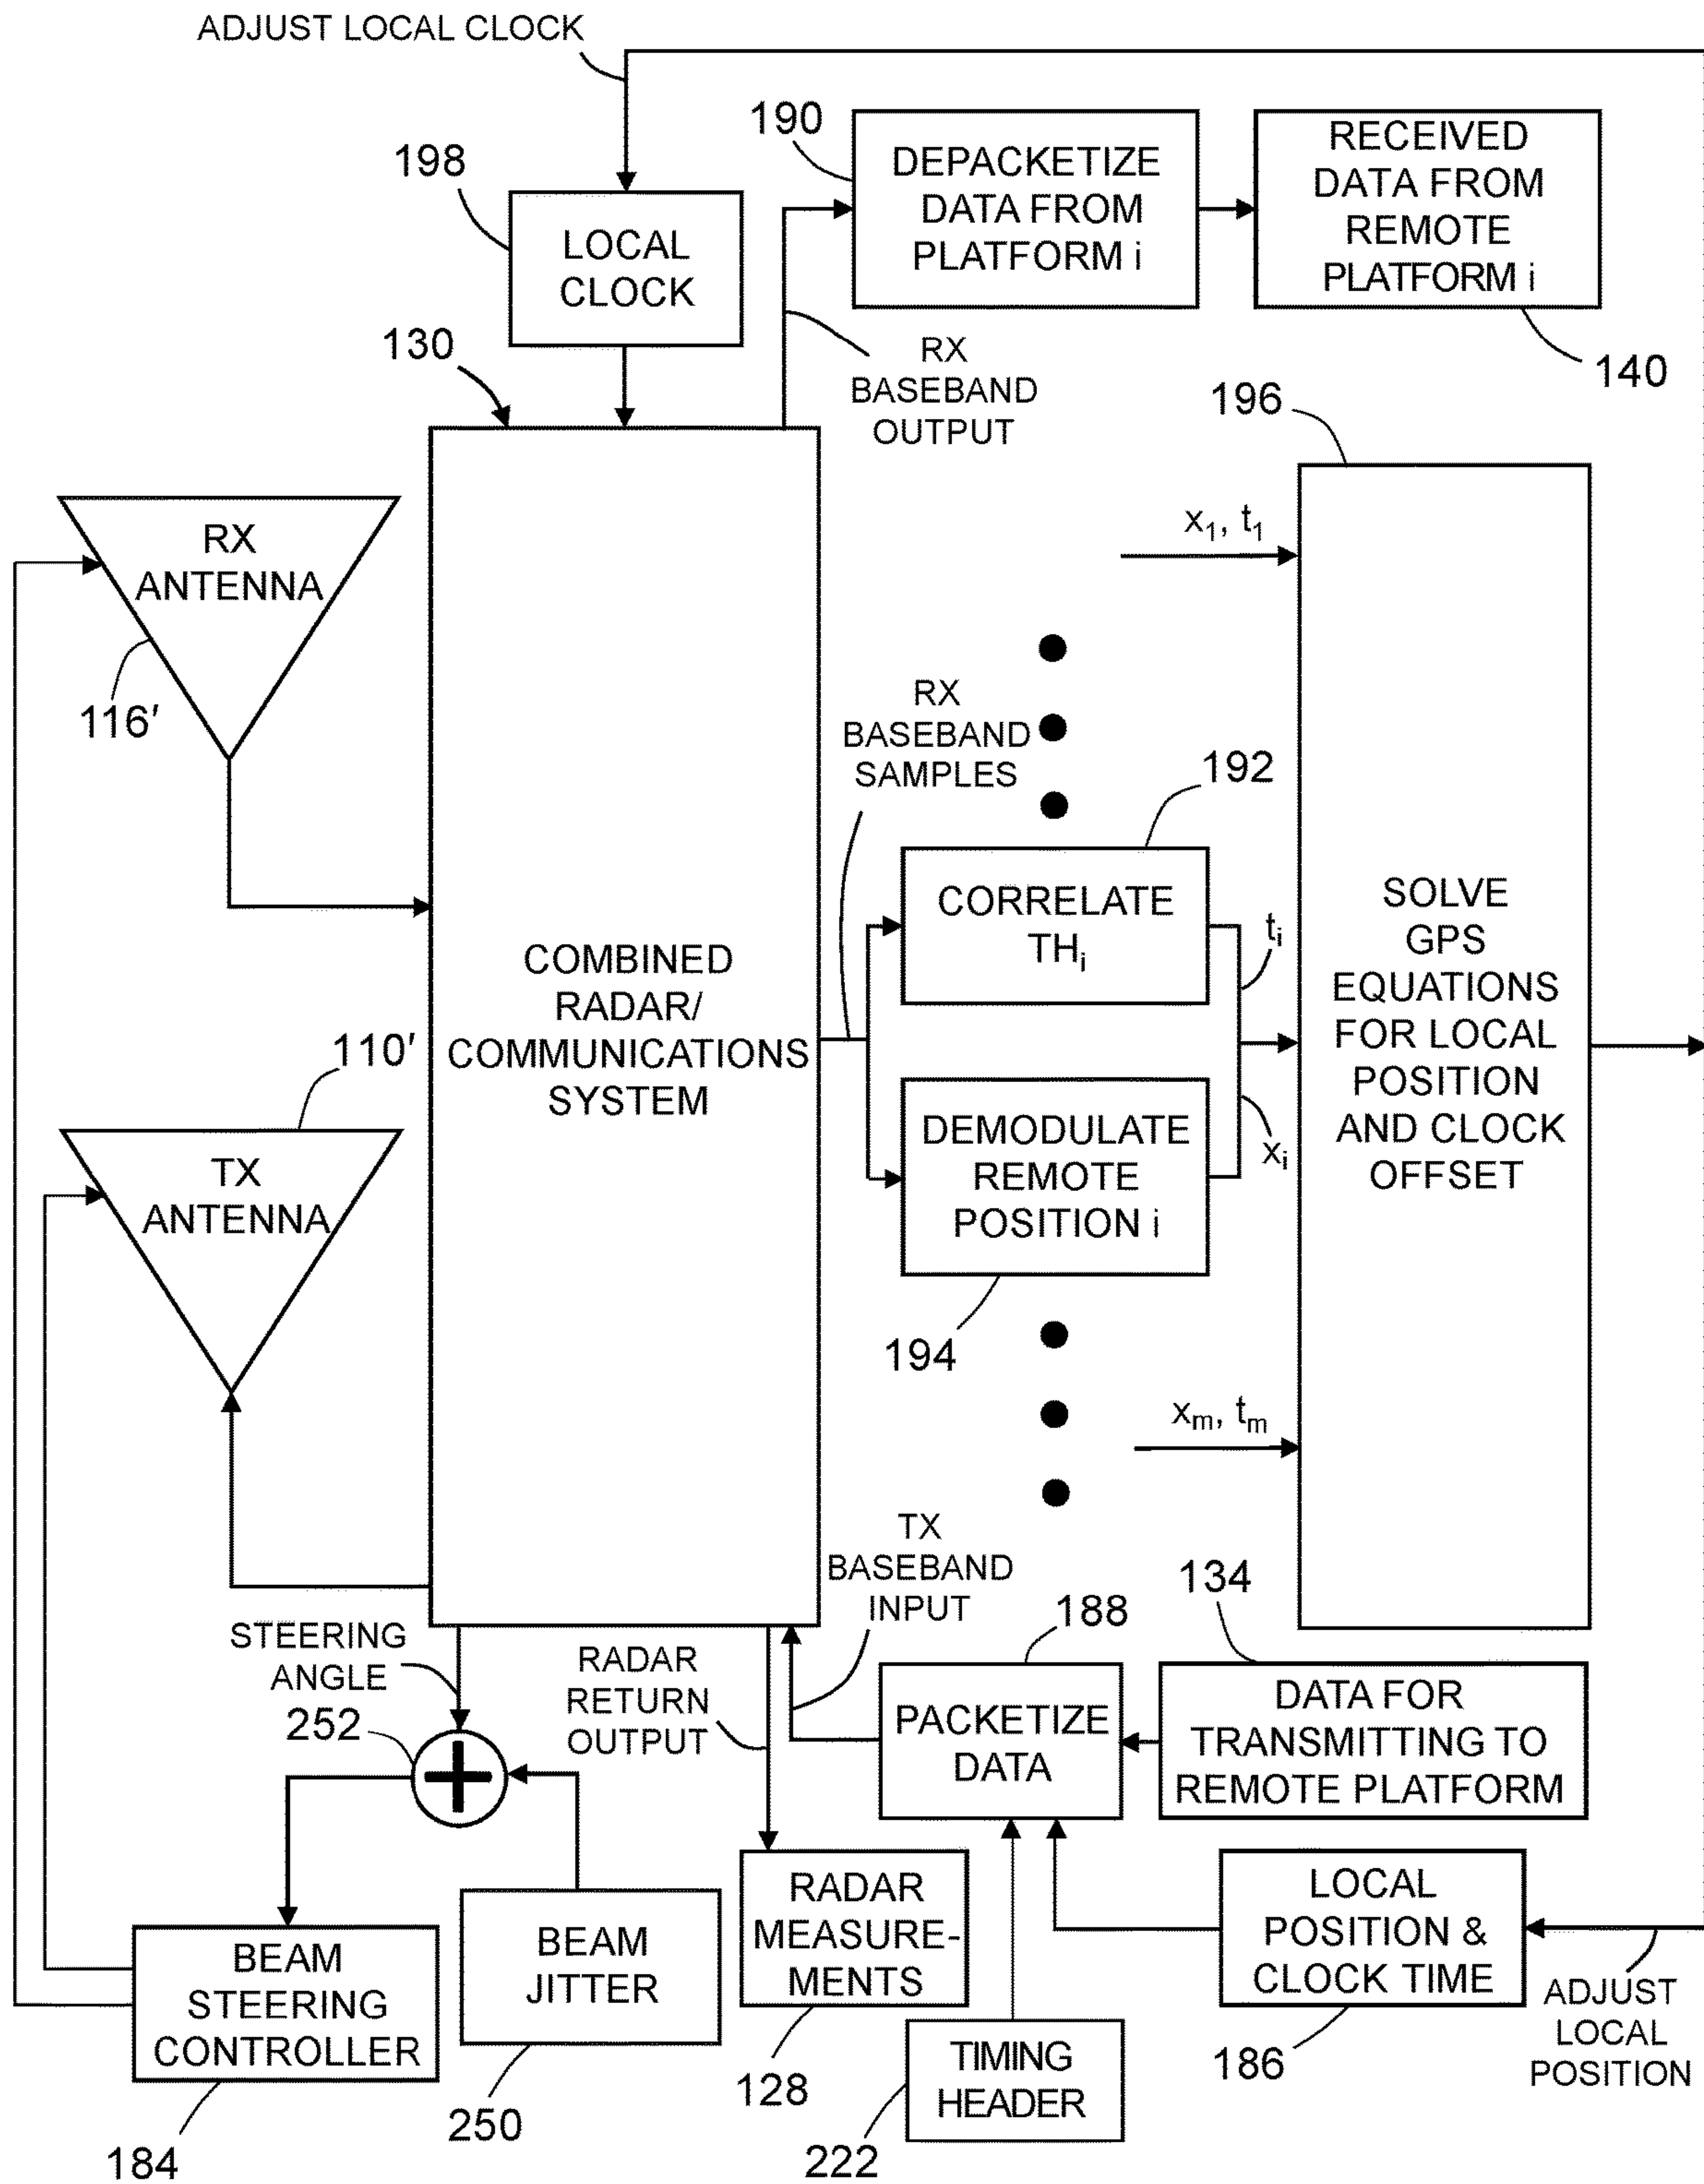 ADJUST LOCAL CLOCK
198
LOCAL
CLOCK
190
DEPACKETIZE
DATA FROM
PLATFORM i
RECEIVED
DATA FROM
REMOTE
PLATFORM i
140
130
RX
BASEBAND
OUTPUT
196
RX
ANTENNA
116′
COMBINED
RADAR/
COMMUNICATIONS
SYSTEM
x₁, t₁
RX
BASEBAND
SAMPLES
192
CORRELATE
THᵢ
tᵢ
SOLVE
GPS
EQUATIONS
FOR LOCAL
POSITION
AND CLOCK
OFFSET
110′
TX
ANTENNA
DEMODULATE
REMOTE
POSITION i
xᵢ
194
xₘ, tₘ
TX
BASEBAND
INPUT
188
134
STEERING
ANGLE
252
RADAR
RETURN
OUTPUT
PACKETIZE
DATA
DATA FOR
TRANSMITTING TO
REMOTE PLATFORM
BEAM
STEERING
CONTROLLER
184
BEAM
JITTER
250
RADAR
MEASURE-
MENTS
128
TIMING
HEADER
222
LOCAL
POSITION &
CLOCK TIME
186
ADJUST
LOCAL
POSITION